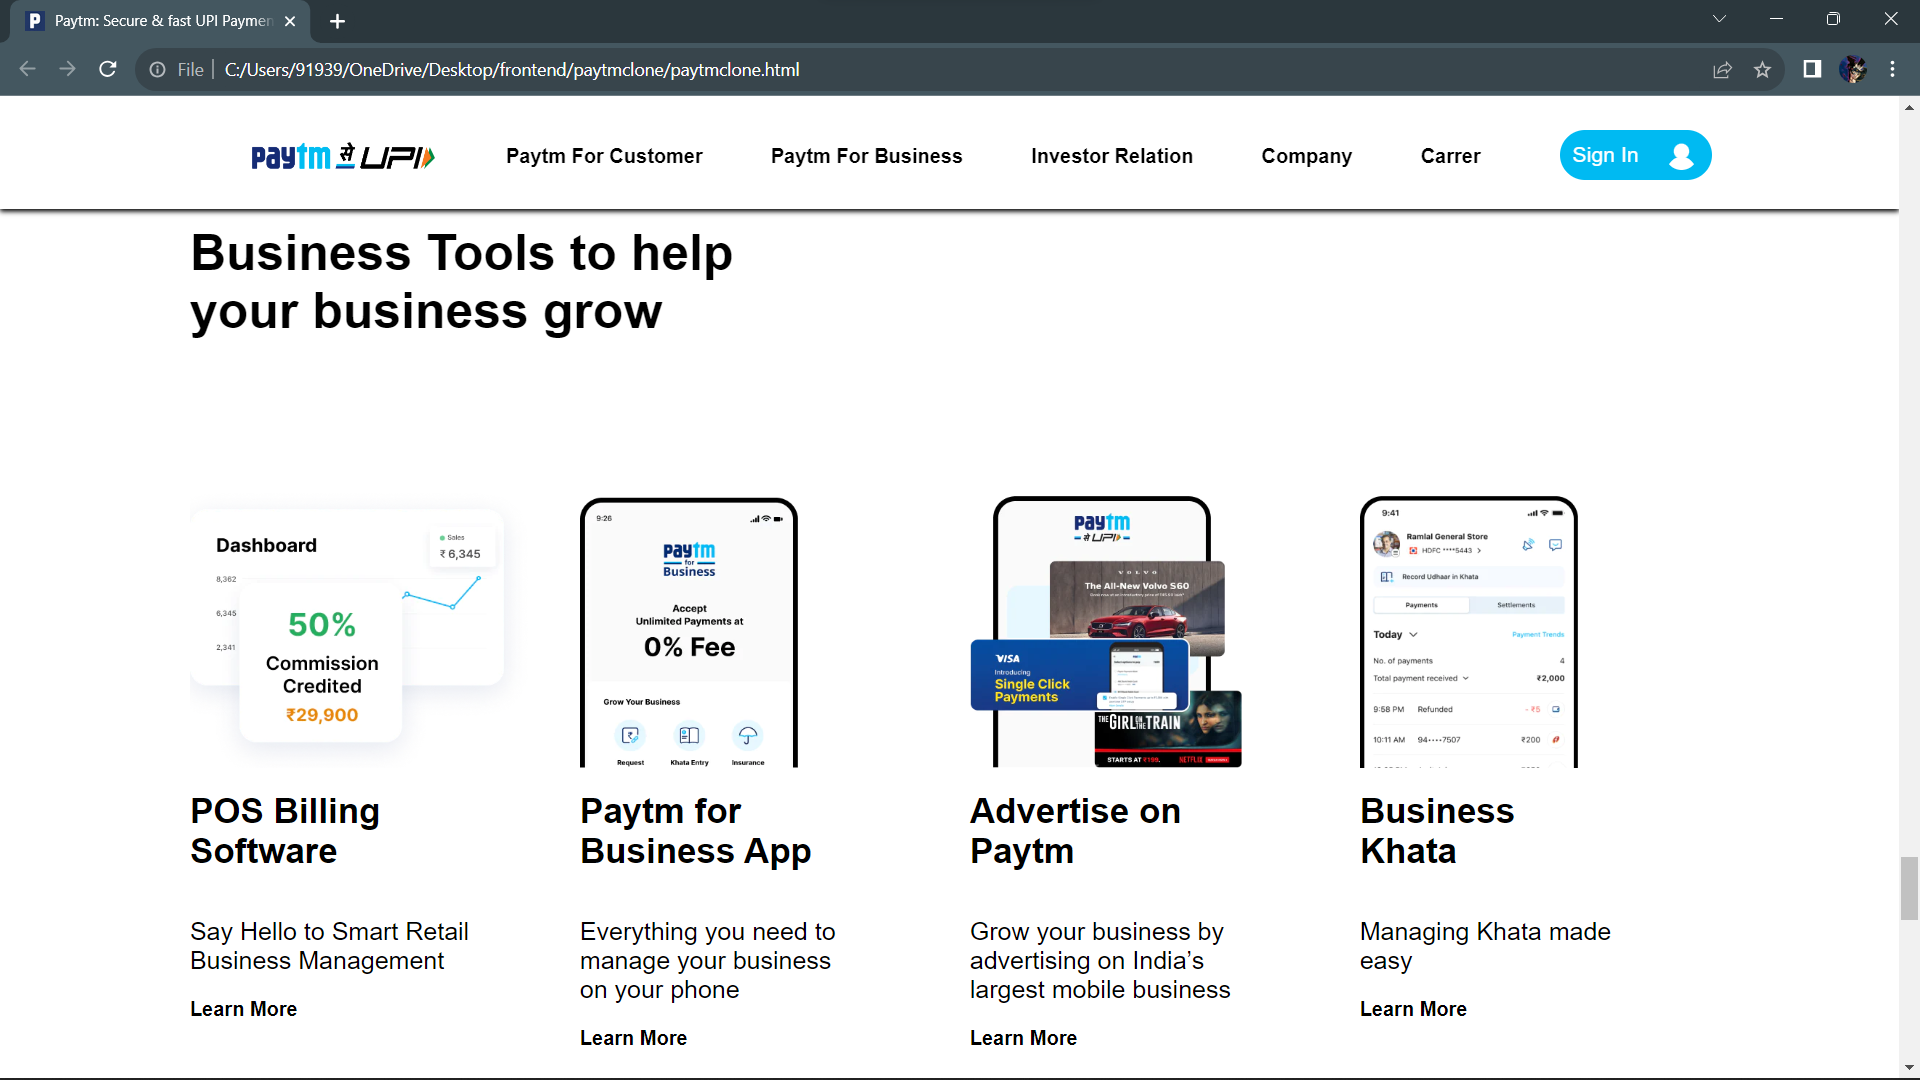 Paytm: Secure & fast UPI Paymen
File
C:/Users/91939/OneDrive/Desktop/frontend/paytmclone/paytmclone.html
paytm से UPI
Paytm For Customer
Paytm For Business
Investor Relation
Company
Carrer
Sign In
Business Tools to help
your business grow
Dashboard
Sales
₹ 6,345
8,362
6,345
2,341
50%
Commission
Credited
₹29,900
9:26
paytm
for
Business
Accept
Unlimited Payments at
0% Fee
Grow Your Business
Request
Khata Entry
Insurance
paytm
से UPI
VOLVO
The All-New Volvo S60
VISA
Introducing
Single Click
Payments
THE GIRL ON THE TRAIN
STARTS AT ₹199.
NETFLIX
9:41
Ramlal General Store
HDFC ****5443
Record Udhaar in Khata
Payments
Settlements
Today
Payment Trends
No. of payments
4
Total payment received
₹2,000
9:58 PM
Refunded
- ₹5
10:11 AM
94••••7507
₹200
POS Billing
Software
Say Hello to Smart Retail
Business Management
Learn More
Paytm for
Business App
Everything you need to
manage your business
on your phone
Learn More
Advertise on
Paytm
Grow your business by
advertising on India’s
largest mobile business
Learn More
Business
Khata
Managing Khata made
easy
Learn More